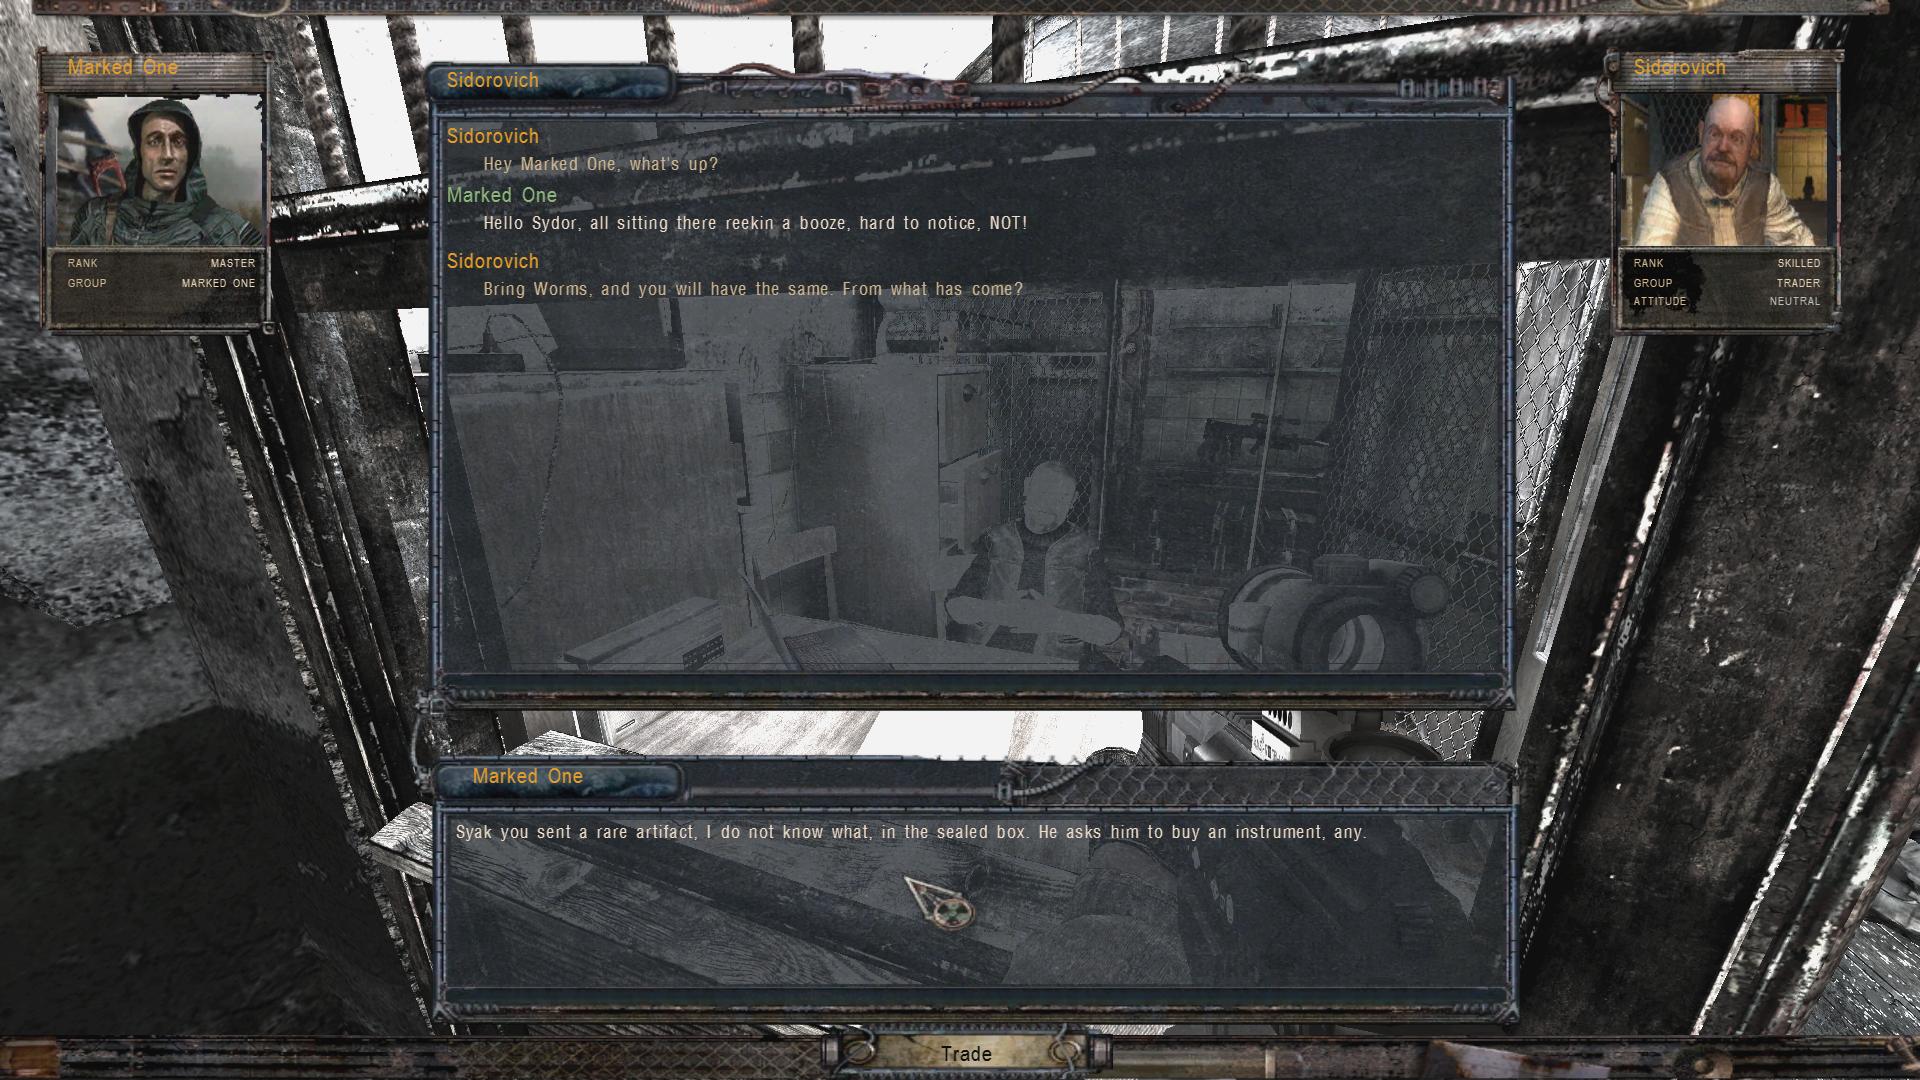 Marked One
RANK MASTER
GROUP MARKED ONE
Sidorovich
Sidorovich
Hey Marked One, what's up?
Marked One
Hello Sydor, all sitting there reekin a booze, hard to notice, NOT!
Sidorovich
Bring Worms, and you will have the same. From what has come?
Sidorovich
RANK SKILLED
GROUP TRADER
ATTITUDE NEUTRAL
Marked One
Syak you sent a rare artifact, I do not know what, in the sealed box. He asks him to buy an instrument, any.
Trade